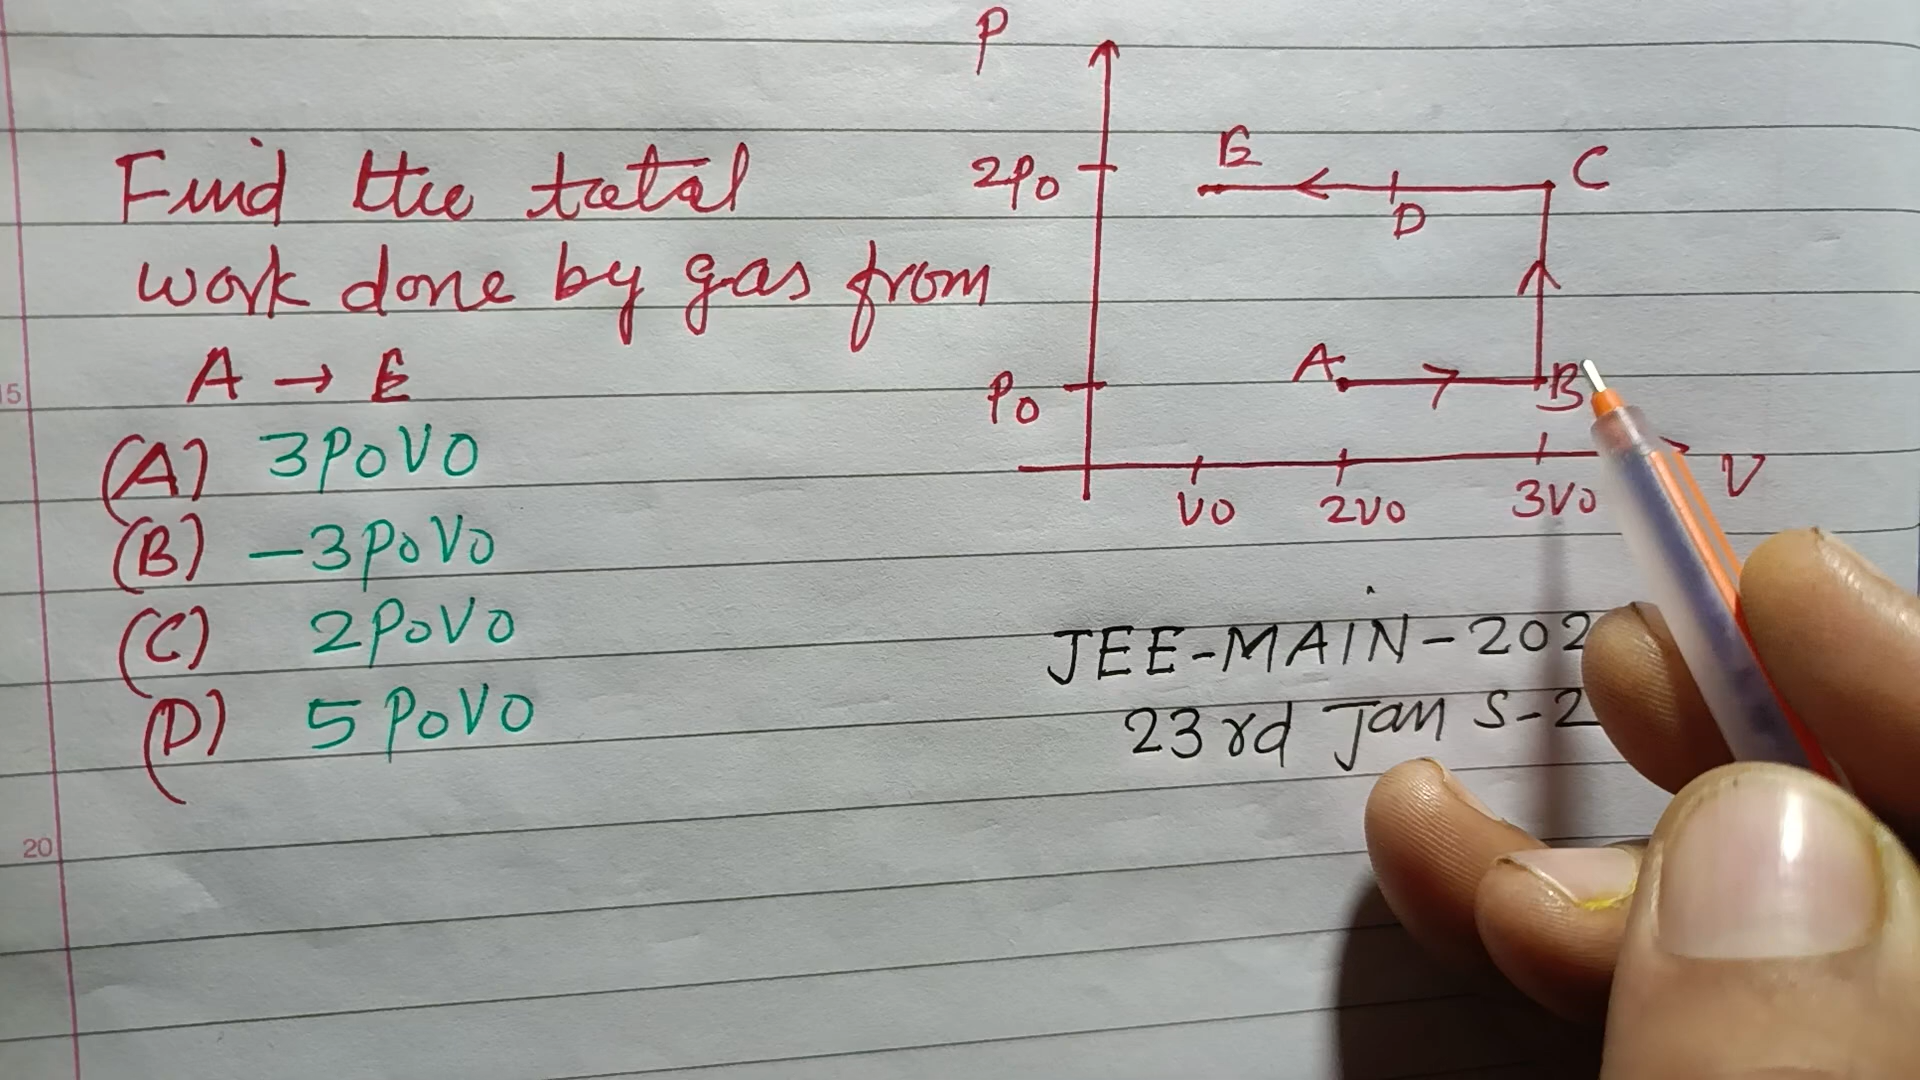 Find the total
work done by gas from
A → E
(A) 3P0V0
(B) -3P0V0
(C) 2P0V0
(D) 5P0V0
P
2P0
E
C
D
A
B
P0
V0
2V0
3V0
V
JEE-MAIN-202
23rd Jan S-2
15
20